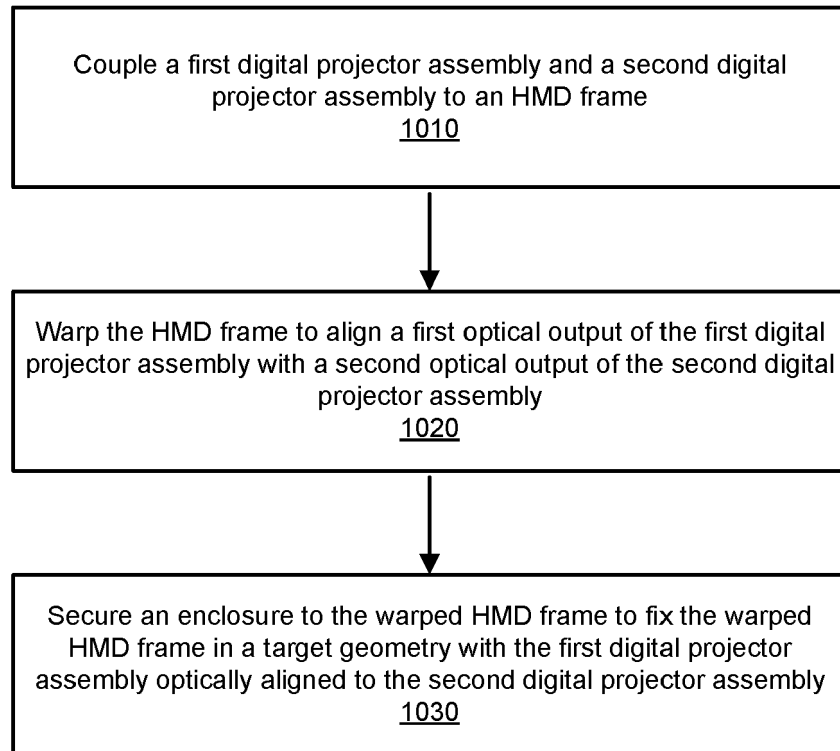 Couple a first digital projector assembly and a second digital
projector assembly to an HMD frame
1010
Warp the HMD frame to align a first optical output of the first digital
projector assembly with a second optical output of the second digital
projector assembly
1020
Secure an enclosure to the warped HMD frame to fix the warped
HMD frame in a target geometry with the first digital projector
assembly optically aligned to the second digital projector assembly
1030